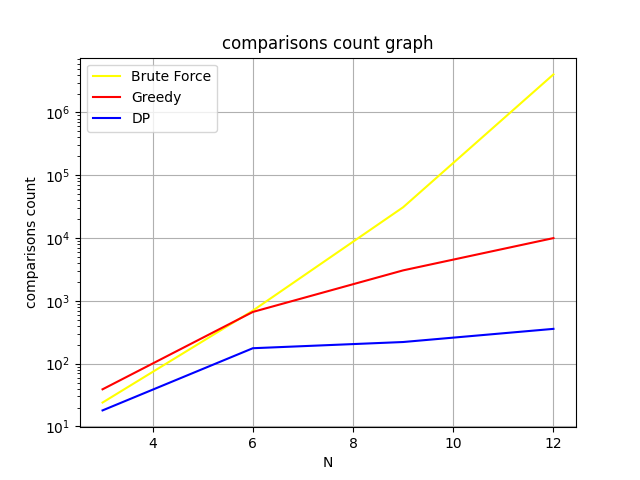 comparisons count graph
Brute Force
Greedy
DP
comparisons count
10^6
10^5
10^4
10^3
10^2
10^1
4 6 8 10 12
N